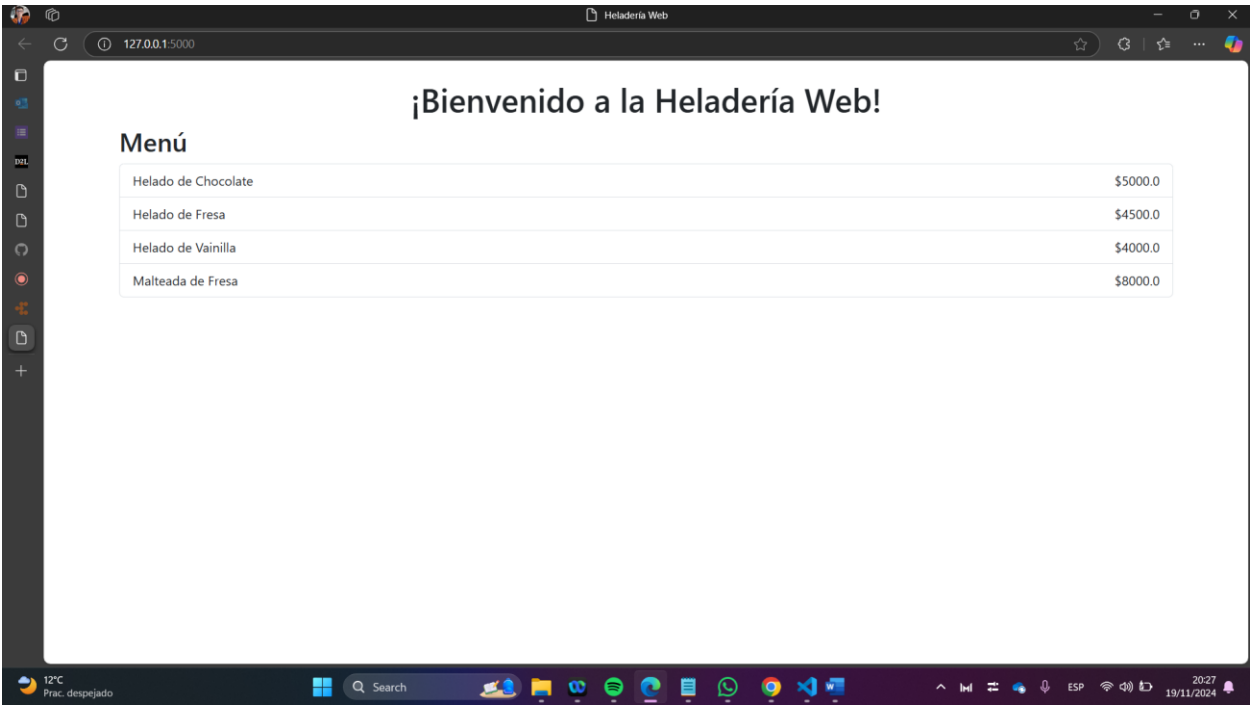 Heladería Web
127.0.0.1:5000
¡Bienvenido a la Heladería Web!
Menú
D2L
Helado de Chocolate $5000.0
Helado de Fresa $4500.0
Helado de Vainilla $4000.0
Malteada de Fresa $8000.0
12°C
Prac. despejado
Search
ESP
20:27
19/11/2024